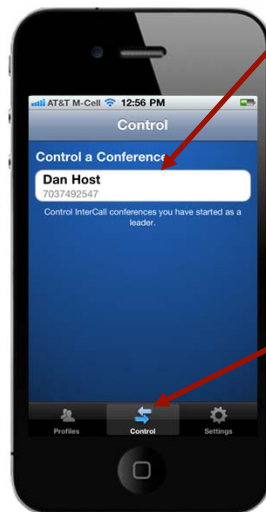 AT&T M-Cell 12:56 PM
Control
Control a Conference
Dan Host
7037492547
Control InterCall conferences you have started as a
leader.
Profiles Control Settings